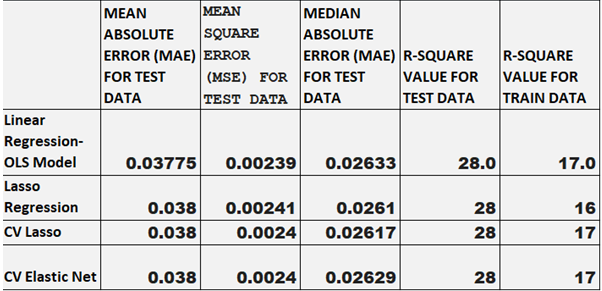 MEAN ABSOLUTE ERROR (MAE) FOR TEST DATA
MEAN SQUARE ERROR (MSE) FOR TEST DATA
MEDIAN ABSOLUTE ERROR (MAE) FOR TEST DATA
R-SQUARE VALUE FOR TEST DATA
R-SQUARE VALUE FOR TRAIN DATA
Linear Regression-OLS Model 0.03775 0.00239 0.02633 28.0 17.0
Lasso Regression 0.038 0.00241 0.0261 28 16
CV Lasso 0.038 0.0024 0.02617 28 17
CV Elastic Net 0.038 0.0024 0.02629 28 17